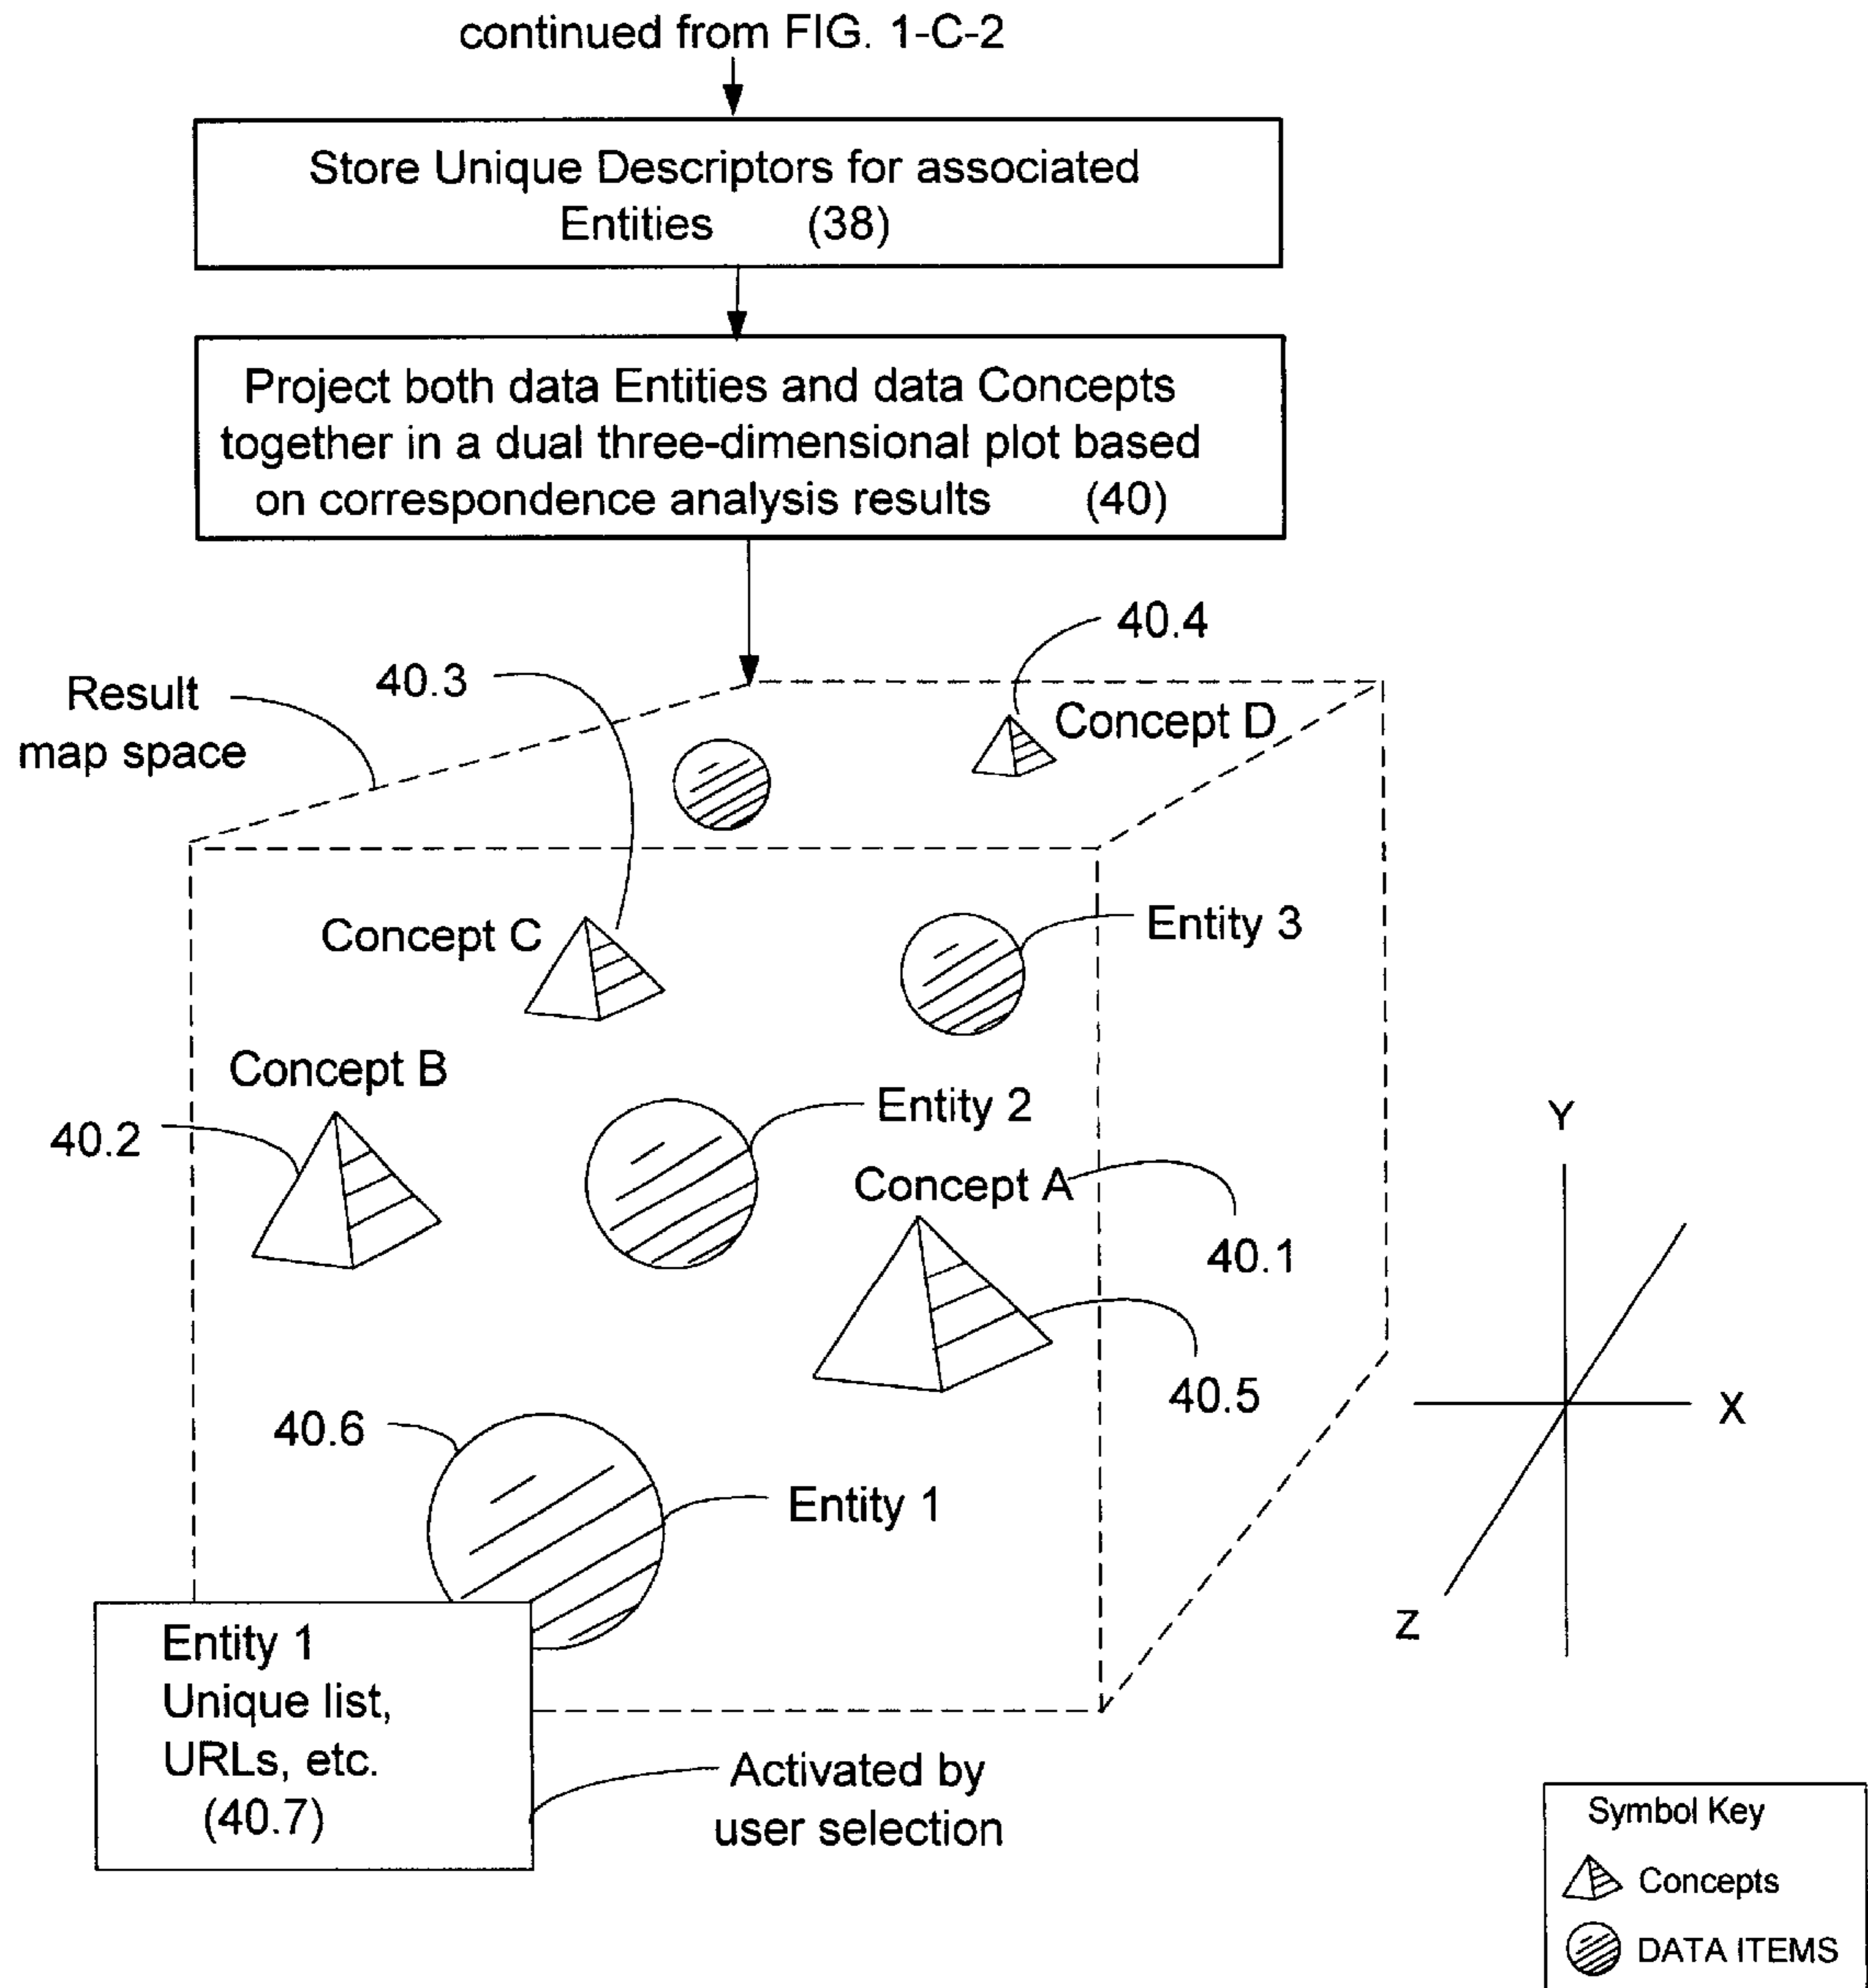 continued from FIG. 1-C-2
Store Unique Descriptors for associated
Entities (38)
Project both data Entities and data Concepts
together in a dual three-dimensional plot based
on correspondence analysis results (40)
40.4
40.3
Result
map space
Concept D
Concept C
Entity 3
Concept B
Entity 2
40.2
Concept A
40.1
40.5
Y
X
Z
40.6
Entity 1
Entity 1
Unique list,
URLs, etc.
(40.7)
Activated by
user selection
Symbol Key
Concepts
DATA ITEMS